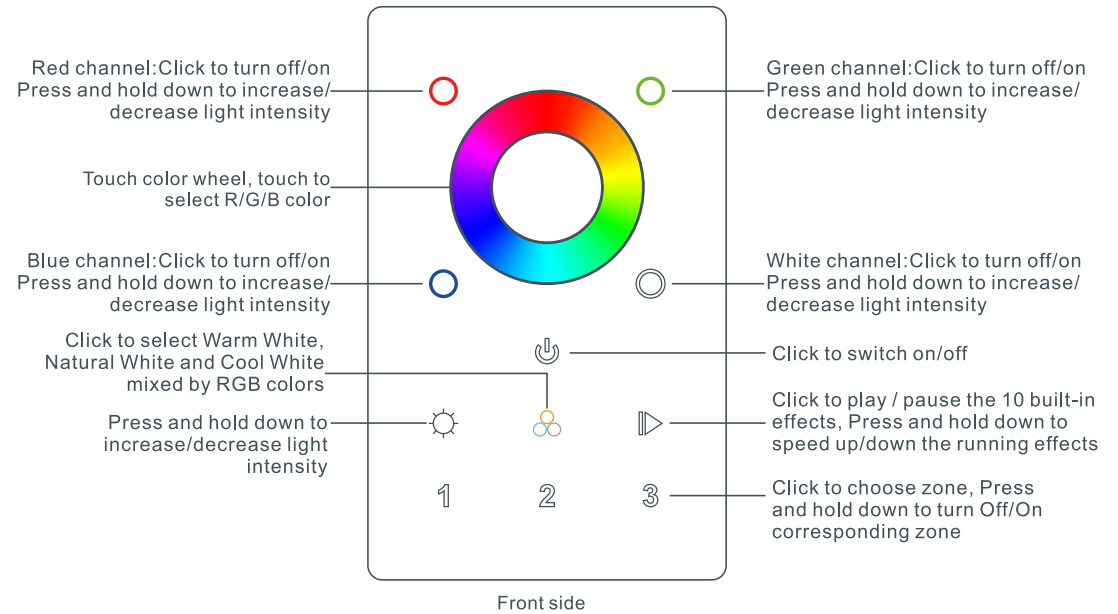 Red channel:Click to turn off/on
Press and hold down to increase/
decrease light intensity
Touch color wheel, touch to
select R/G/B color
Blue channel:Click to turn off/on
Press and hold down to increase/
decrease light intensity
Click to select Warm White,
Natural White and Cool White
mixed by RGB colors
Press and hold down to
increase/decrease light
intensity
Green channel:Click to turn off/on
Press and hold down to increase/
decrease light intensity
White channel:Click to turn off/on
Press and hold down to increase/
decrease light intensity
Click to switch on/off
Click to play / pause the 10 built-in
effects, Press and hold down to
speed up/down the running effects
1 2 3
Click to choose zone, Press
and hold down to turn Off/On
corresponding zone
Front side